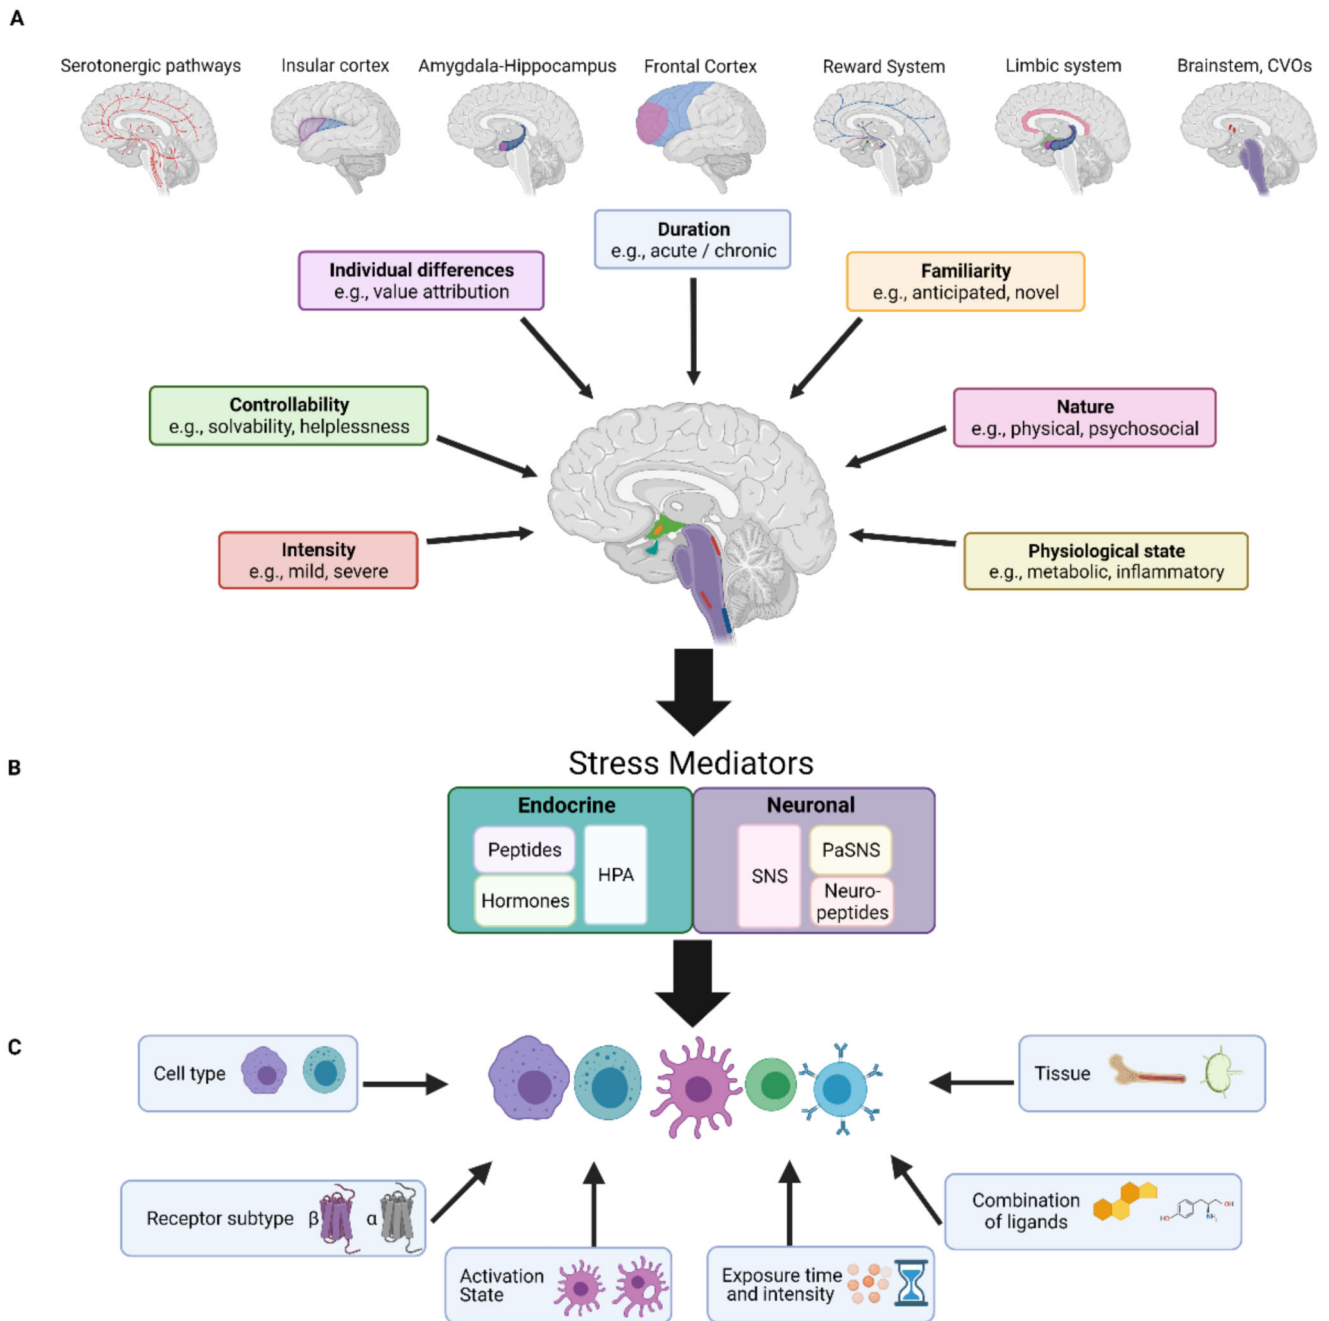 A
Serotonergic pathways
Insular cortex
Amygdala-Hippocampus
Frontal Cortex
Reward System
Limbic system
Brainstem, CVOs
Duration
e.g., acute / chronic
Individual differences
e.g., value attribution
Familiarity
e.g., anticipated, novel
Controllability
e.g., solvability, helplessness
Nature
e.g., physical, psychosocial
Intensity
e.g., mild, severe
Physiological state
e.g., metabolic, inflammatory
B
Stress Mediators
Endocrine
Peptides
Hormones
HPA
Neuronal
SNS
PaSNS
Neuro-
peptides
C
Cell type
Tissue
Receptor subtype
β
α
Activation
State
Exposure time
and intensity
Combination
of ligands
HO
OH